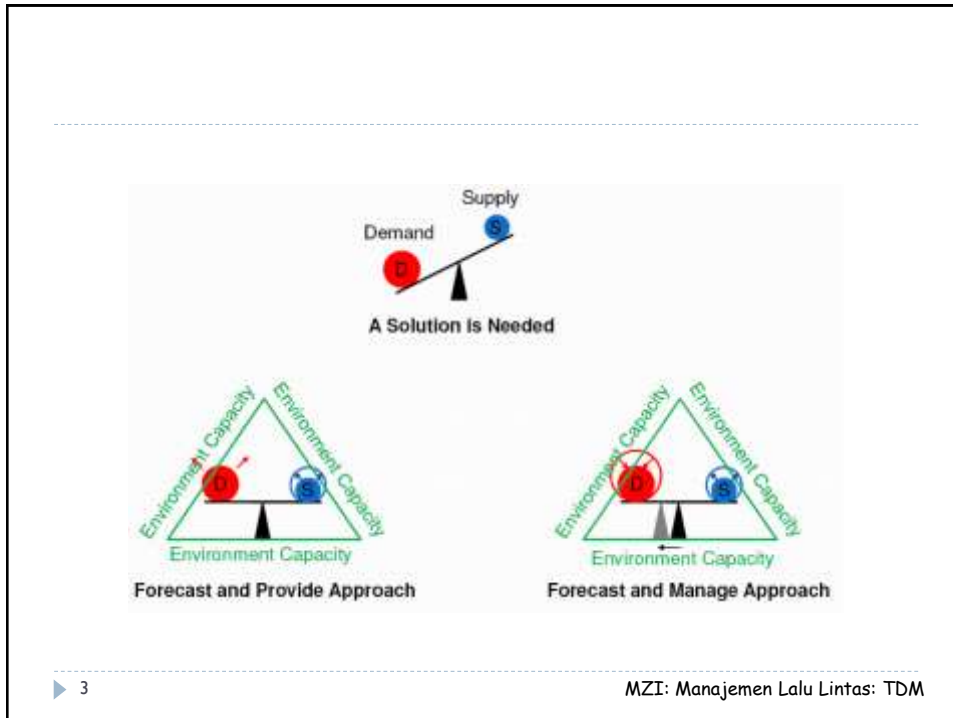 Supply
S
Demand
D
A Solution is Needed
Environment Capacity
Environment Capacity
D
S
Environment Capacity
Forecast and Provide Approach
Environment Capacity
Environment Capacity
D
S
Environment Capacity
Forecast and Manage Approach
3
MZI: Manajemen Lalu Lintas: TDM